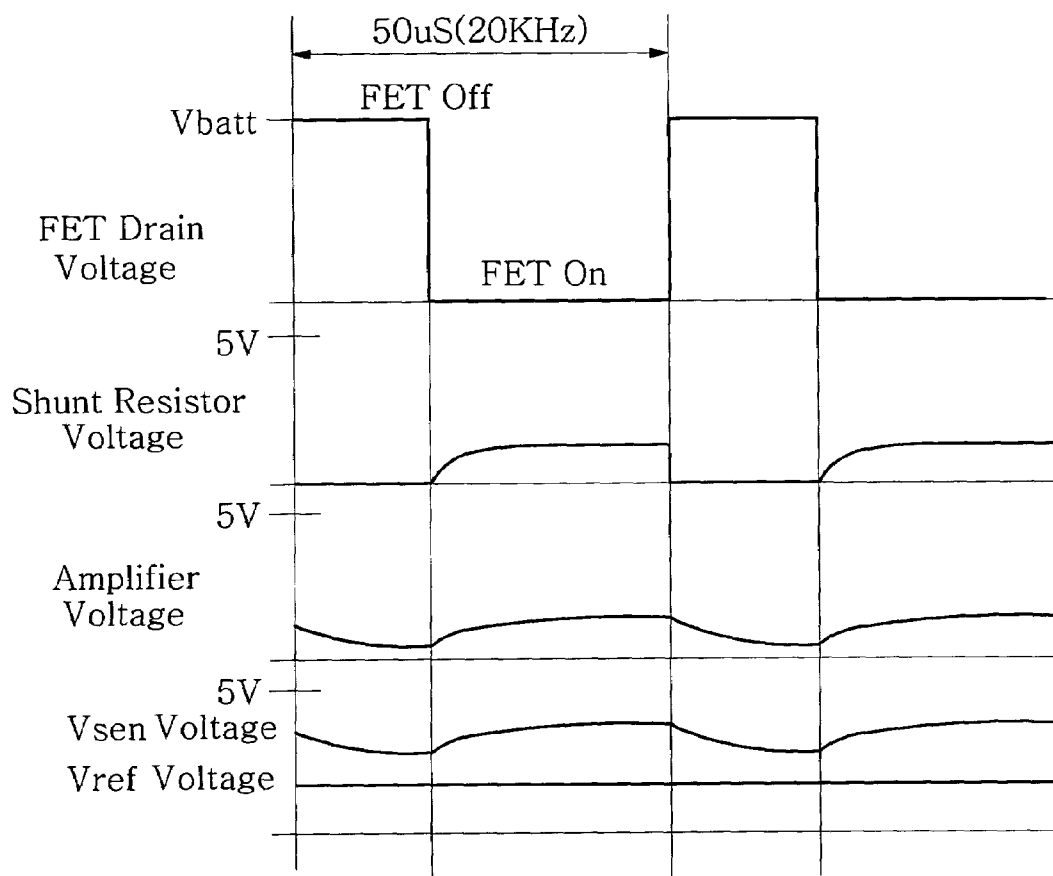 50uS(20KHz)
FET Off
Vbatt
FET Drain
Voltage
FET On
5V
Shunt Resistor
Voltage
5V
Amplifier
Voltage
5V
Vsen Voltage
Vref Voltage